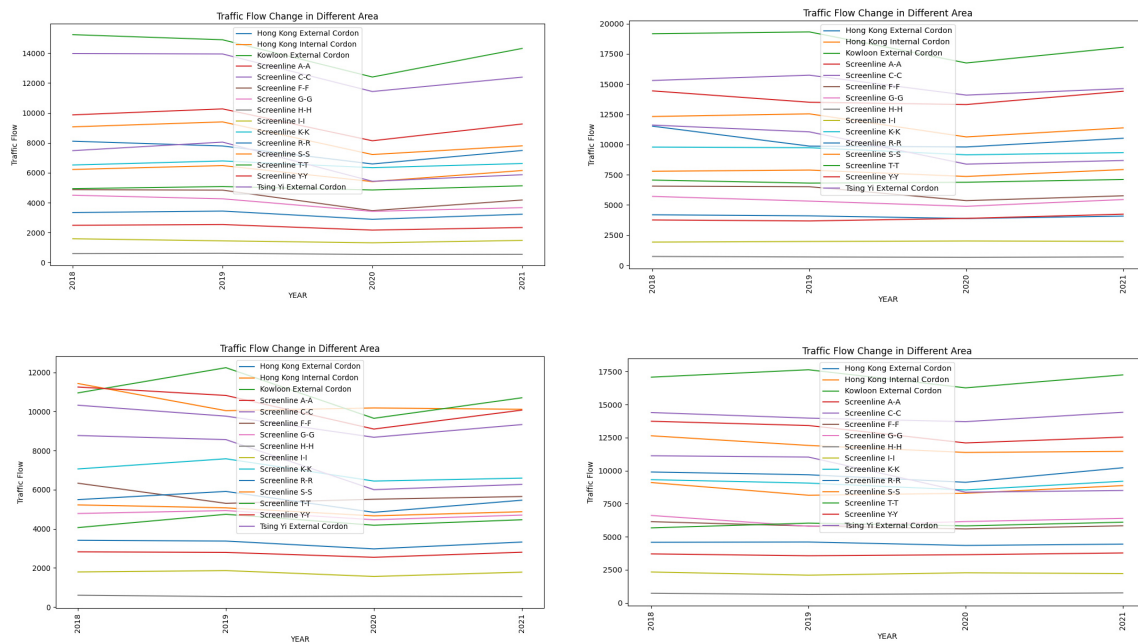 Traffic Flow Change in Different Area
14000
12000
10000
8000
6000
4000
2000
0
Traffic Flow
Hong Kong External Cordon
Hong Kong Internal Cordon
Kowloon External Cordon
Screenline A-A
Screenline C-C
Screenline F-F
Screenline G-G
Screenline H-H
Screenline I-I
Screenline K-K
Screenline R-R
Screenline S-S
Screenline T-T
Screenline Y-Y
Tsing Yi External Cordon
2018
2019
2020
2021
YEAR
Traffic Flow Change in Different Area
20000
17500
15000
12500
10000
7500
5000
2500
0
Traffic Flow
Hong Kong External Cordon
Hong Kong Internal Cordon
Kowloon External Cordon
Screenline A-A
Screenline C-C
Screenline F-F
Screenline G-G
Screenline H-H
Screenline I-I
Screenline K-K
Screenline R-R
Screenline S-S
Screenline T-T
Screenline Y-Y
Tsing Yi External Cordon
2018
2019
2020
2021
YEAR
Traffic Flow Change in Different Area
12000
10000
8000
6000
4000
2000
0
Traffic Flow
Hong Kong External Cordon
Hong Kong Internal Cordon
Kowloon External Cordon
Screenline A-A
Screenline C-C
Screenline F-F
Screenline G-G
Screenline H-H
Screenline I-I
Screenline K-K
Screenline R-R
Screenline S-S
Screenline T-T
Screenline Y-Y
Tsing Yi External Cordon
2018
2019
2020
2021
YEAR
Traffic Flow Change in Different Area
17500
15000
12500
10000
7500
5000
2500
0
Traffic Flow
Hong Kong External Cordon
Hong Kong Internal Cordon
Kowloon External Cordon
Screenline A-A
Screenline C-C
Screenline F-F
Screenline G-G
Screenline H-H
Screenline I-I
Screenline K-K
Screenline R-R
Screenline S-S
Screenline T-T
Screenline Y-Y
Tsing Yi External Cordon
2018
2019
2020
2021
YEAR